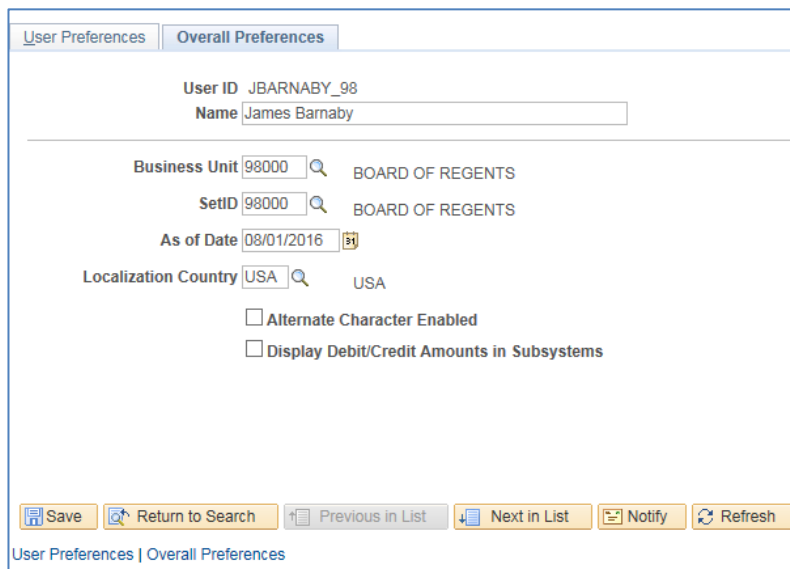 User Preferences Overall Preferences
User ID JBARNABY_98
Name James Barnaby
Business Unit 98000 BOARD OF REGENTS
SetID 98000 BOARD OF REGENTS
As of Date 08/01/2016 31
Localization Country USA USA
Alternate Character Enabled
Display Debit/Credit Amounts in Subsystems
Save Return to Search Previous in List Next in List Notify Refresh
User Preferences | Overall Preferences